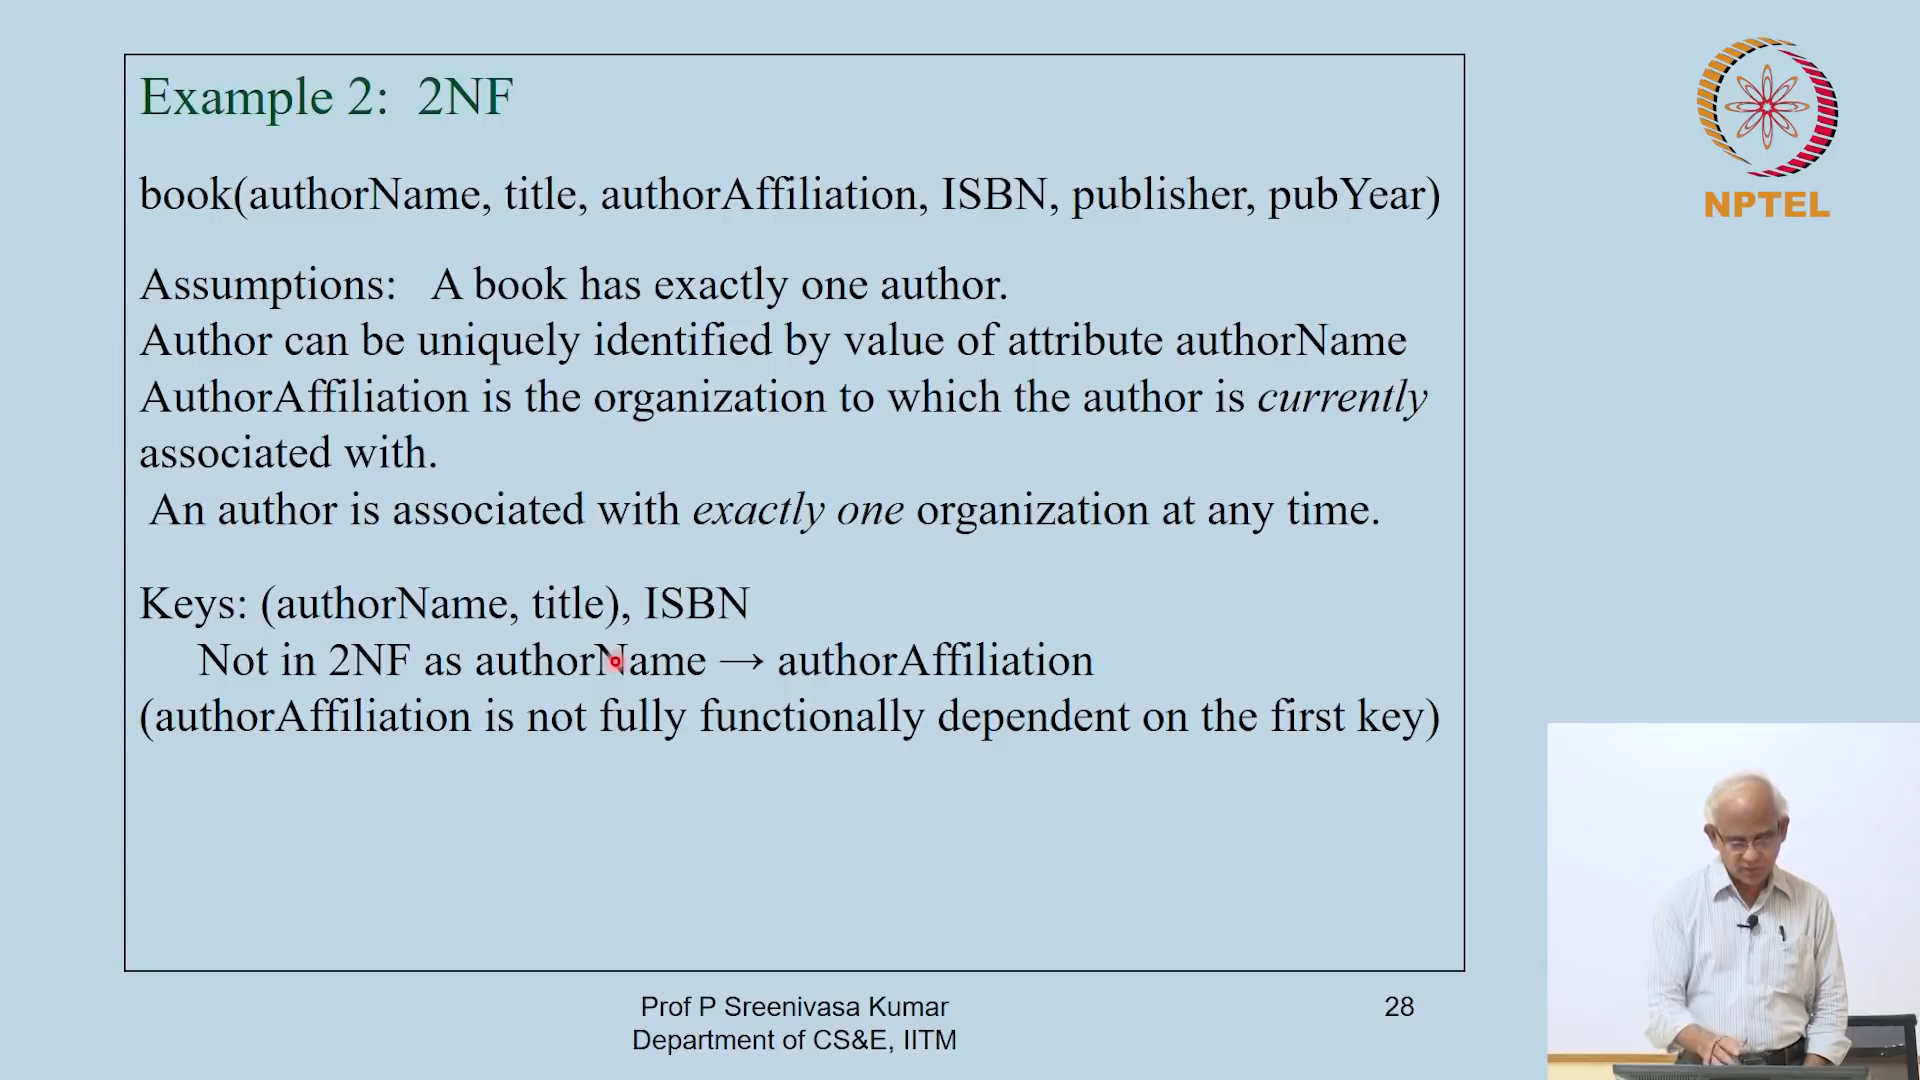 Example 2: 2NF
book(authorName, title, authorAffiliation, ISBN, publisher, pubYear)
Assumptions: A book has exactly one author.
Author can be uniquely identified by value of attribute authorName
AuthorAffiliation is the organization to which the author is currently
associated with.
An author is associated with exactly one organization at any time.
Keys: (authorName, title), ISBN
Not in 2NF as authorName → authorAffiliation
(authorAffiliation is not fully functionally dependent on the first key)
Prof P Sreenivasa Kumar
Department of CS&E, IITM
28
NPTEL